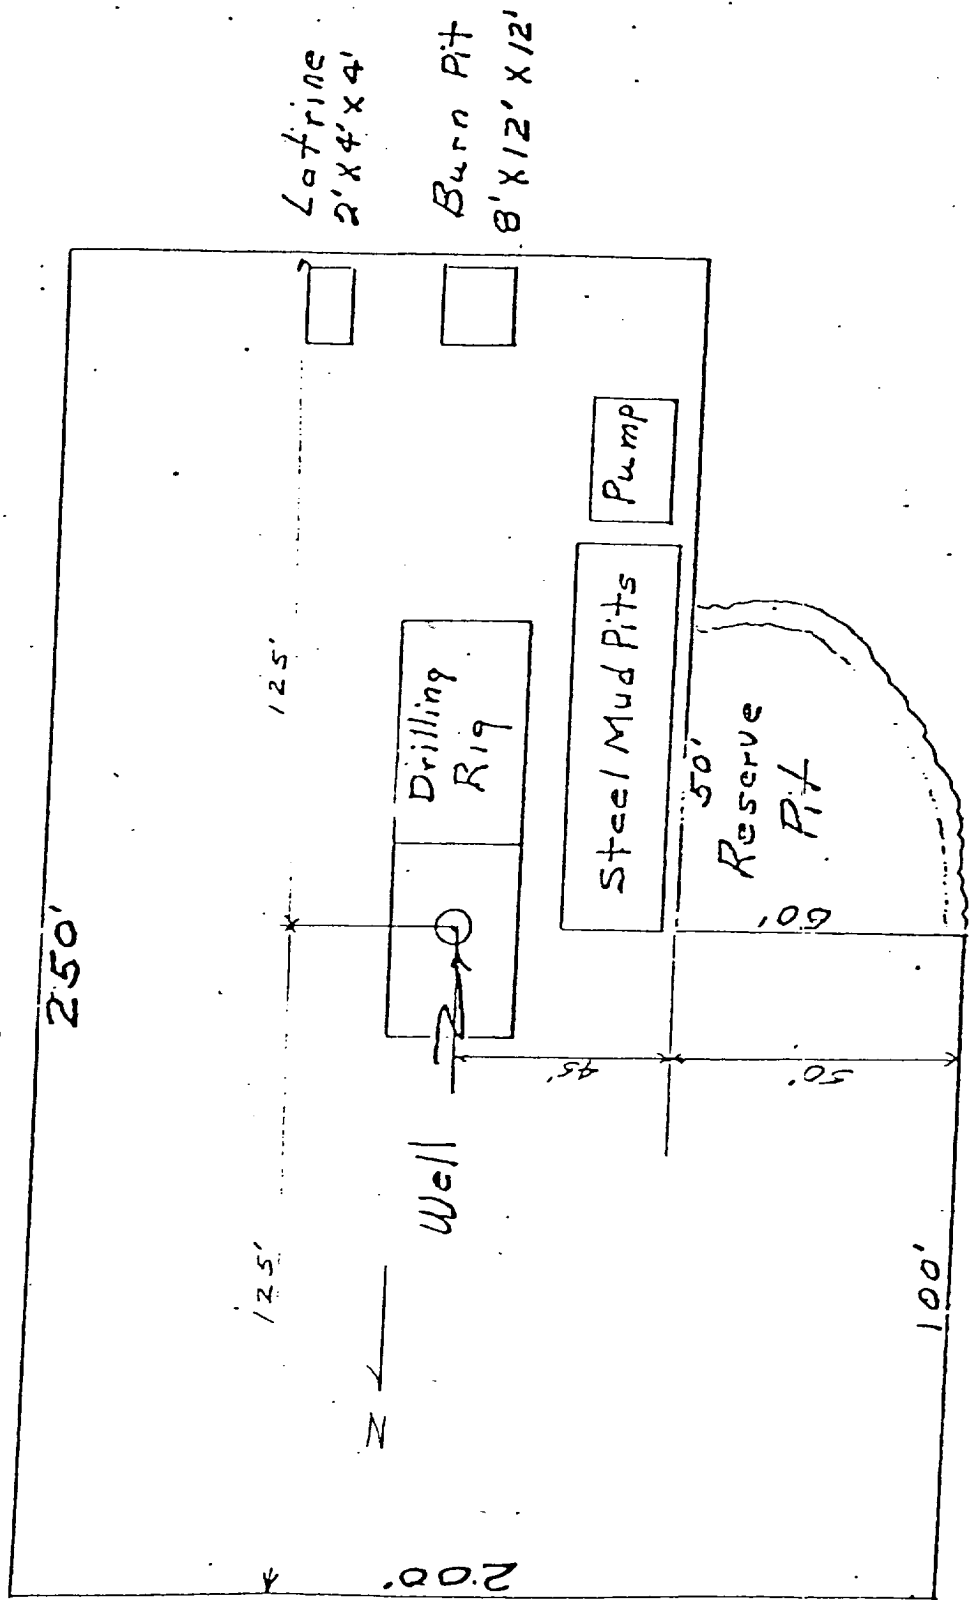 250'
125'
125'
Latrine
2'X4'X4'
N
Well
Drilling
Rig
Burn Pit
8'X12'X12'
200'
45'
Steel Mud Pits
Pump
50'
Reserve
Pit
60'
50'
100'